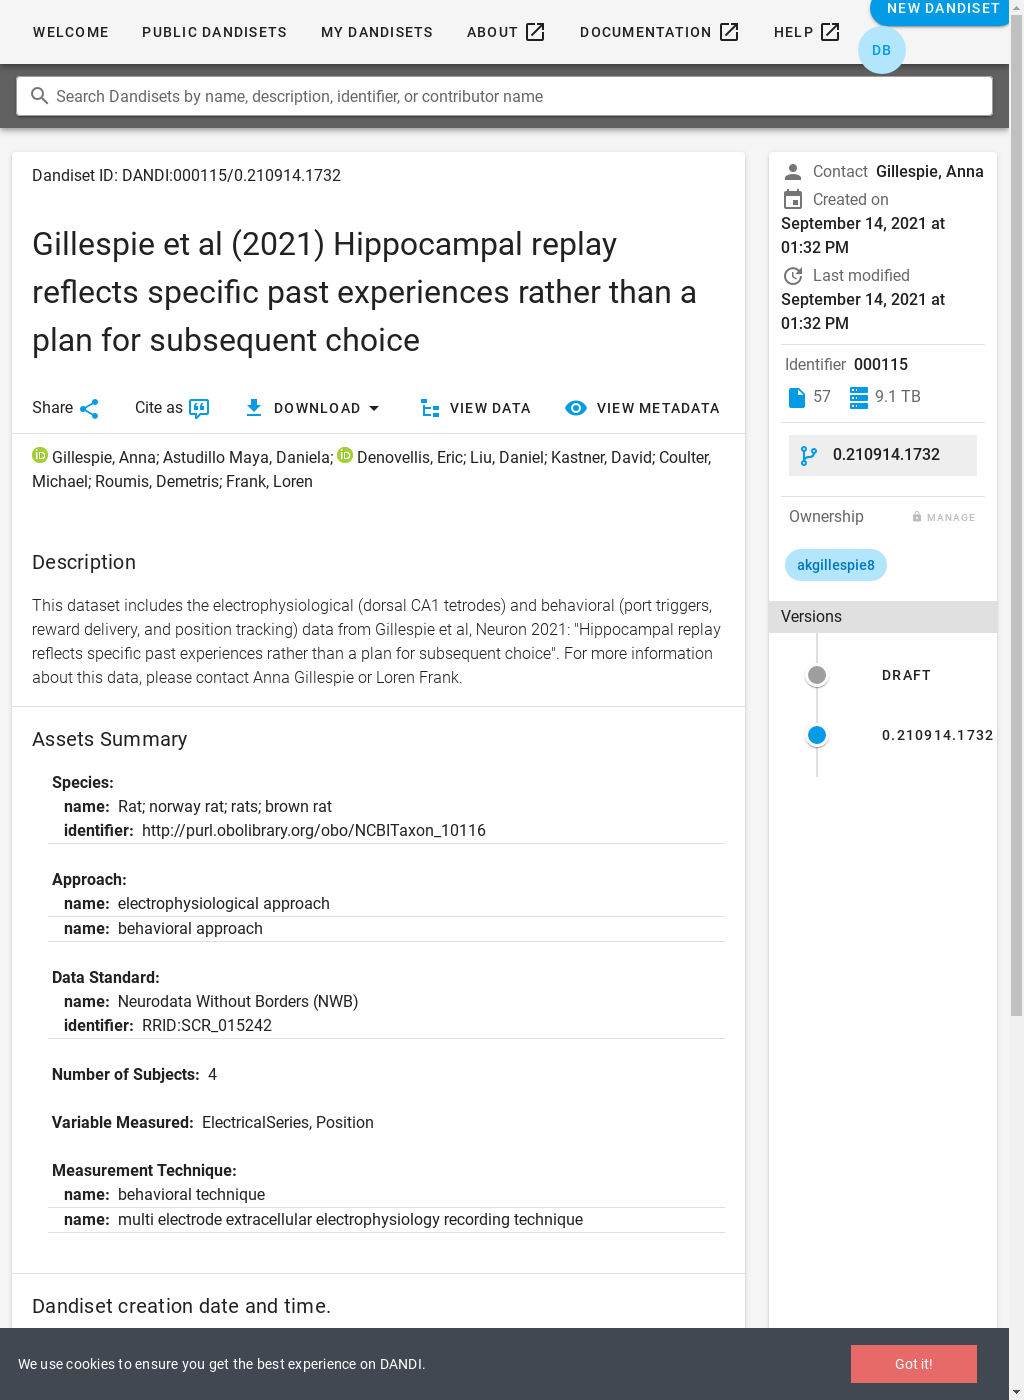 WELCOME PUBLIC DANDISETS MY DANDISETS ABOUT DOCUMENTATION HELP NEW DANDISET
DB
Search Dandisets by name, description, identifier, or contributor name
Dandiset ID: DANDI:000115/0.210914.1732
Gillespie et al (2021) Hippocampal replay
reflects specific past experiences rather than a
plan for subsequent choice
Share Cite as DOWNLOAD VIEW DATA VIEW METADATA
iD Gillespie, Anna; Astudillo Maya, Daniela; iD Denovellis, Eric; Liu, Daniel; Kastner, David; Coulter,
Michael; Roumis, Demetris; Frank, Loren
Description
This dataset includes the electrophysiological (dorsal CA1 tetrodes) and behavioral (port triggers,
reward delivery, and position tracking) data from Gillespie et al, Neuron 2021: "Hippocampal replay
reflects specific past experiences rather than a plan for subsequent choice". For more information
about this data, please contact Anna Gillespie or Loren Frank.
Assets Summary
Species:
name: Rat; norway rat; rats; brown rat
identifier: http://purl.obolibrary.org/obo/NCBITaxon_10116
Approach:
name: electrophysiological approach
name: behavioral approach
Data Standard:
name: Neurodata Without Borders (NWB)
identifier: RRID:SCR_015242
Number of Subjects: 4
Variable Measured: ElectricalSeries, Position
Measurement Technique:
name: behavioral technique
name: multi electrode extracellular electrophysiology recording technique
Dandiset creation date and time.
Contact Gillespie, Anna
Created on
September 14, 2021 at
01:32 PM
Last modified
September 14, 2021 at
01:32 PM
Identifier 000115
57 9.1 TB
0.210914.1732
Ownership MANAGE
akgillespie8
Versions
DRAFT
0.210914.1732
We use cookies to ensure you get the best experience on DANDI. Got it!